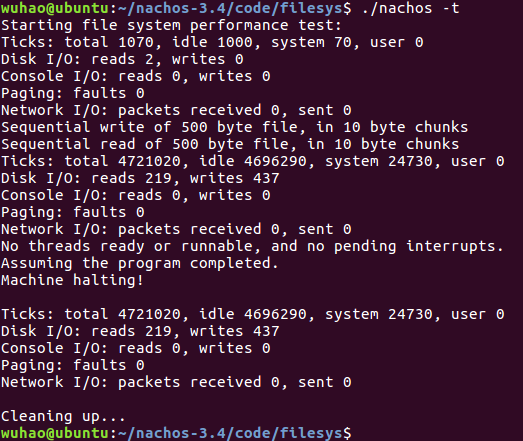 wuhao@ubuntu:~/nachos-3.4/code/filesys$ ./nachos -t
Starting file system performance test:
Ticks: total 1070, idle 1000, system 70, user 0
Disk I/O: reads 2, writes 0
Console I/O: reads 0, writes 0
Paging: faults 0
Network I/O: packets received 0, sent 0
Sequential write of 500 byte file, in 10 byte chunks
Sequential read of 500 byte file, in 10 byte chunks
Ticks: total 4721020, idle 4696290, system 24730, user 0
Disk I/O: reads 219, writes 437
Console I/O: reads 0, writes 0
Paging: faults 0
Network I/O: packets received 0, sent 0
No threads ready or runnable, and no pending interrupts.
Assuming the program completed.
Machine halting!
Ticks: total 4721020, idle 4696290, system 24730, user 0
Disk I/O: reads 219, writes 437
Console I/O: reads 0, writes 0
Paging: faults 0
Network I/O: packets received 0, sent 0
Cleaning up...
wuhao@ubuntu:~/nachos-3.4/code/filesys$